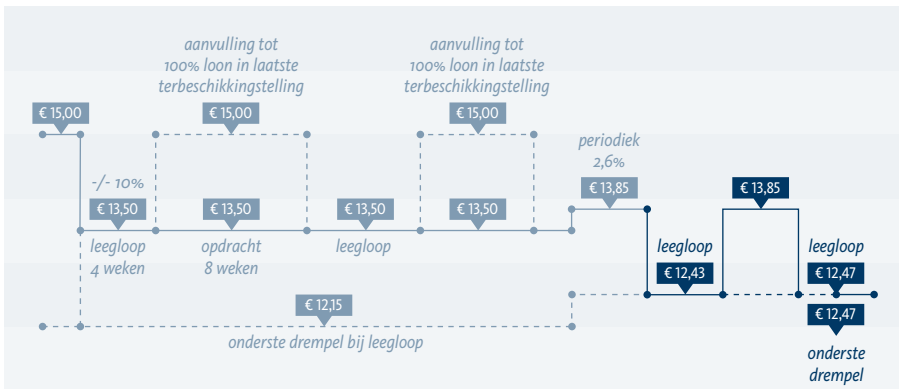 aanvulling tot
100% loon in laatste
terbeschikkingstelling
aanvulling tot
100% loon in laatste
terbeschikkingstelling
€ 15,00
€ 15,00
€ 15,00
periodiek
2,6%
-/- 10%
€ 13,50
€ 13,50
€ 13,50
€ 13,50
€ 13,85
€ 13,85
leegloop
4 weken
opdracht
8 weken
leegloop
leegloop
€ 12,43
leegloop
€ 12,47
€ 12,15
onderste drempel bij leegloop
€ 12,47
onderste
drempel